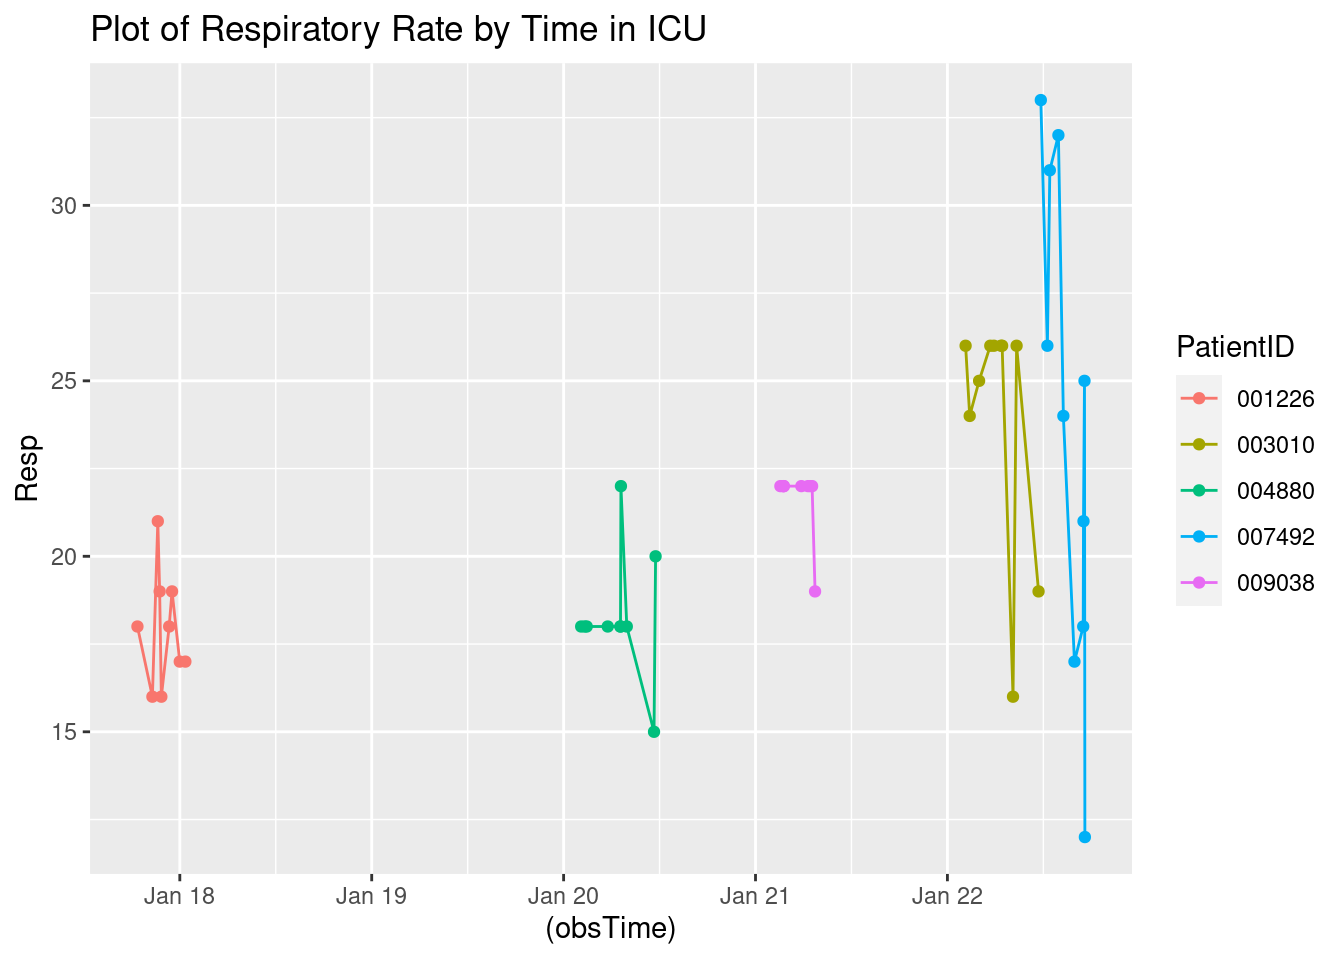 Plot of Respiratory Rate by Time in ICU
Resp
30
25
20
15
Jan 18
Jan 19
Jan 20
Jan 21
Jan 22
(obsTime)
PatientID
001226
003010
004880
007492
009038